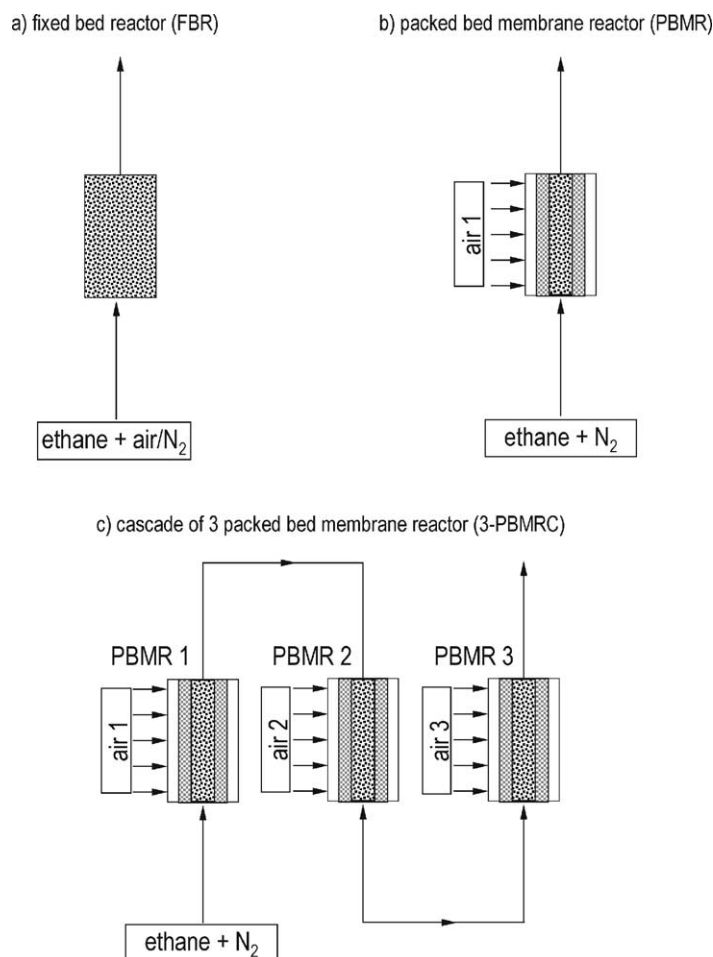 a) fixed bed reactor (FBR)
b) packed bed membrane reactor (PBMR)
air 1
ethane + air/N₂
ethane + N₂
c) cascade of 3 packed bed membrane reactor (3-PBMRC)
PBMR 1
PBMR 2
PBMR 3
air 1
air 2
air 3
ethane + N₂